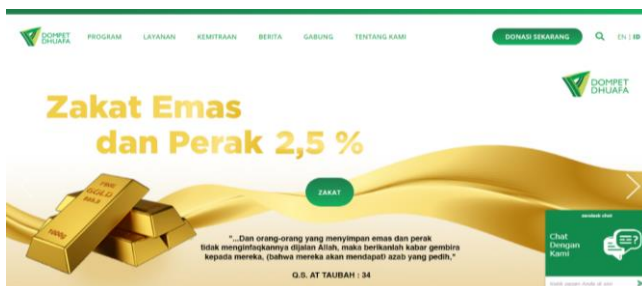 DOMPET
DHUAFA
PROGRAM
LAYANAN
KEMITRAAN
BERITA
GABUNG
TENTANG KAMI
DONASI SEKARANG
EN | ID
DOMPET
DHUAFA
Zakat Emas
dan Perak 2,5 %
ZAKAT
"...Dan orang-orang yang menyimpan emas dan perak
tidak menginfaqkannya dijalan Allah, maka berikanlah kabar gembira
kepada mereka, (bahwa mereka akan mendapat) azab yang pedih."
Q.S. AT TAUBAH : 34
GOLD
1000g
Chat
Dengan
Kami